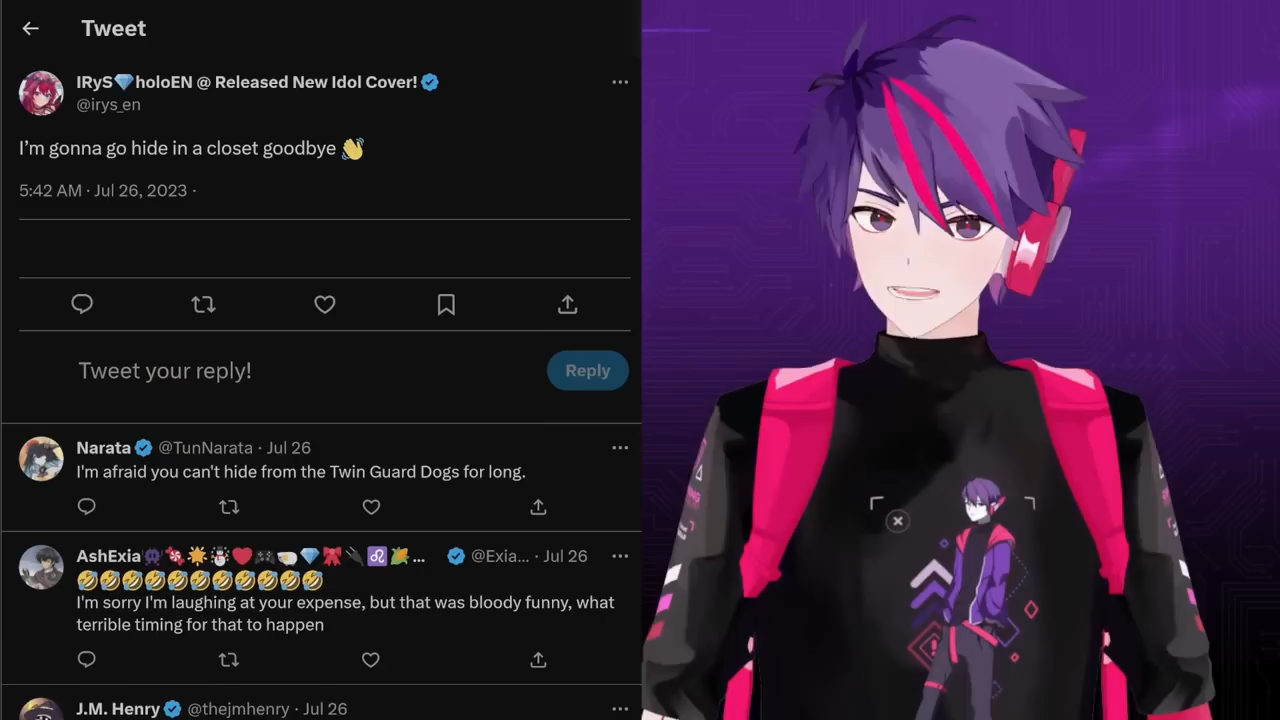 Tweet
IRyS💎holoEN @ Released New Idol Cover!
@irys_en
I'm gonna go hide in a closet goodbye 👋
5:42 AM · Jul 26, 2023 ·
Tweet your reply!
Reply
Narata @TunNarata · Jul 26
I'm afraid you can't hide from the Twin Guard Dogs for long.
AshExia ... @Exia... · Jul 26
🤣🤣🤣🤣🤣🤣🤣🤣🤣🤣🤣
I'm sorry I'm laughing at your expense, but that was bloody funny, what
terrible timing for that to happen
J.M. Henry @thejmhenry · Jul 26